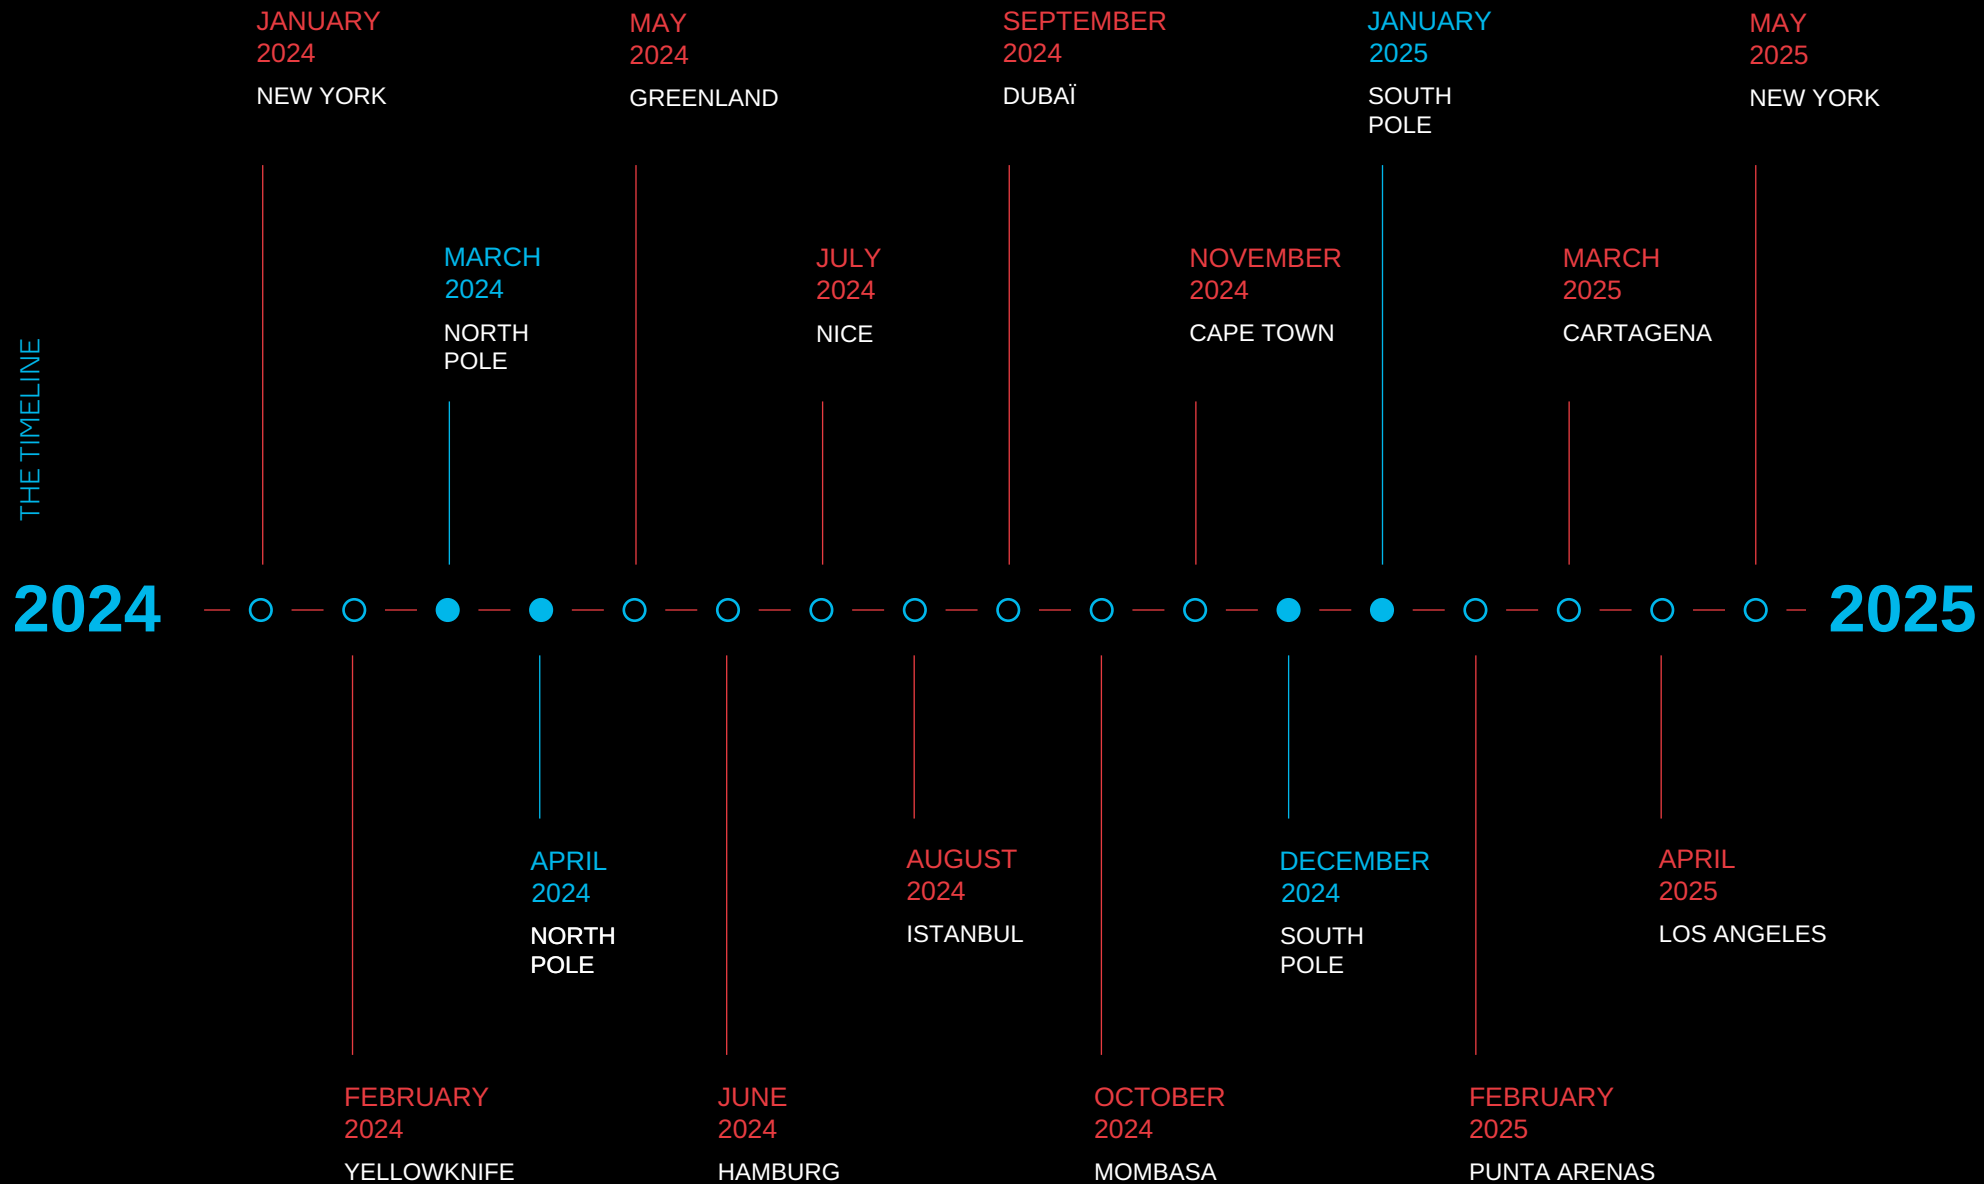 JANUARY
2024
NEW YORK
MAY
2024
GREENLAND
SEPTEMBER
2024
DUBAÏ
JANUARY
2025
SOUTH
POLE
MAY
2025
NEW YORK
MARCH
2024
NORTH
POLE
JULY
2024
NICE
NOVEMBER
2024
CAPE TOWN
MARCH
2025
CARTAGENA
THE TIMELINE
2024
2025
APRIL
2024
NORTH
POLE
AUGUST
2024
ISTANBUL
DECEMBER
2024
SOUTH
POLE
APRIL
2025
LOS ANGELES
FEBRUARY
2024
YELLOWKNIFE
JUNE
2024
HAMBURG
OCTOBER
2024
MOMBASA
FEBRUARY
2025
PUNTA ARENAS